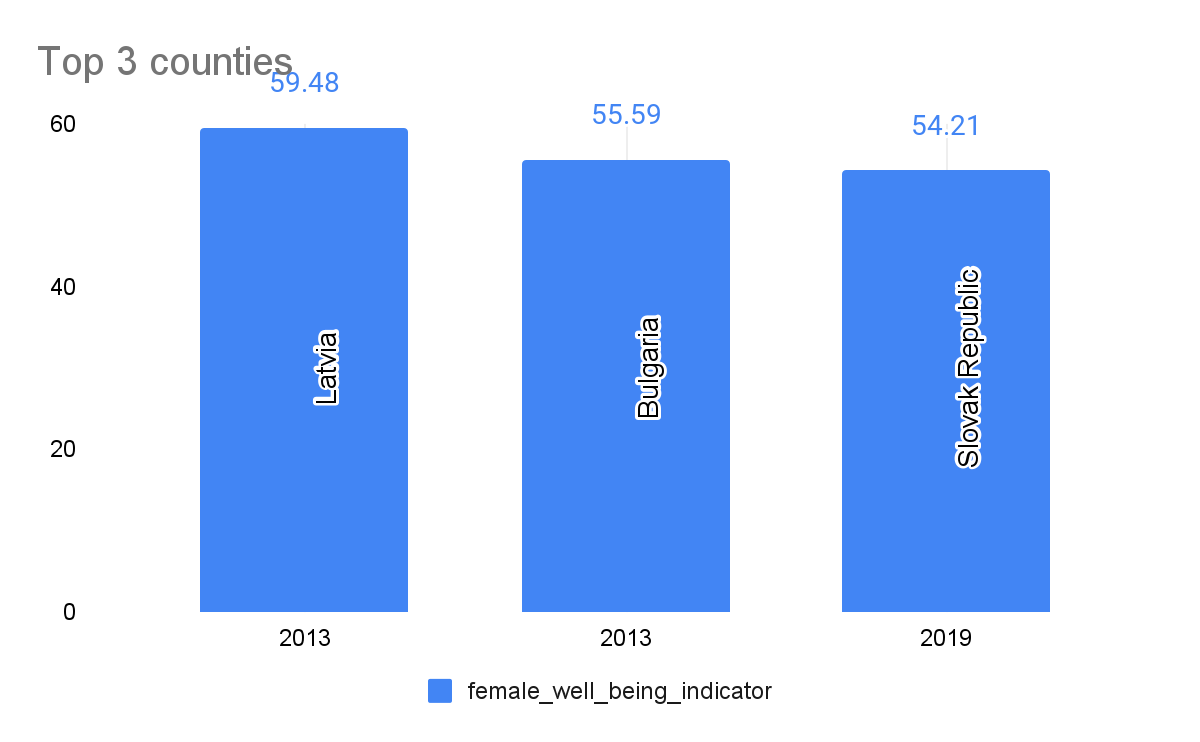 Top 3 counties
59.48
55.59
54.21
60
40
20
0
Latvia
Bulgaria
Slovak Republic
2013
2013
2019
female_well_being_indicator